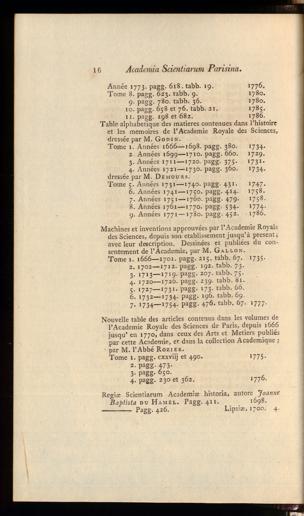 16 Academia Scientiarum Parisina.
Année 1773. pagg. 618. tabb. 19. 1776.
Tome 8. pagg. 623. tabb. 9. 1780.
9. pagg. 780. tabb. 36. 1780.
10. pagg. 658 et 76. tabb. 21. 1785.
11. pagg. 198 et 682. 1786.
Table alphabetique des matieres contenues dans l'histoire
et les memoires de l'Academie Royale des Sciences,
dressée par M. GODIN.
Tome 1. Années 1666—1698. pagg. 380. 1734.
2. Années 1699—1710. pagg. 660. 1729.
3. Années 1711—1720. pagg. 375. 1731.
4. Années 1721—1730. pagg. 360. 1734.
dressée par M. DEMOURS.
Tome 5. Années 1731—1740. pagg. 431. 1747.
6. Années 1741—1750. pagg. 414. 1758.
7. Années 1751—1760. pagg. 479. 1758.
8. Années 1761—1770. pagg. 534. 1774.
9. Années 1771—1780. pagg. 452. 1786.
Machines et inventions approuvées par l'Academie Royale
des Sciences, depuis son etablissement jusqu'à present;
avec leur description. Dessinées et publiées du con-
sentement de l'Academie, par M. GALLON.
Tome 1. 1666—1701. pagg. 215. tabb. 67. 1735.
2. 1702—1712. pagg. 192. tabb. 73.
3. 1713—1719. pagg. 207. tabb. 75.
4. 1720—1726. pagg. 239. tabb. 81.
5. 1727—1731. pagg. 173. tabb. 66.
6. 1732—1734. pagg. 196. tabb. 69.
7. 1734—1754. pagg. 476. tabb. 67. 1777.
Nouvelle table des articles contenus dans les volumes de
l'Academie Royale des Sciences de Paris, depuis 1666
jusqu' en 1770, dans ceux des Arts et Metiers publiés
par cette Academie, et dans la collection Academique;
par M. l'Abbé ROZIER.
Tome 1. pagg. cxxviij et 490. 1775.
2. pagg. 473.
3. pagg. 650.
4. pagg. 230 et 362. 1776.
Regiæ Scientiarum Academiæ historia, autore Joanne
Baptista DU HAMEL. Pagg. 411. 1698.
——— Pagg. 426. Lipsiæ, 1700. 4.